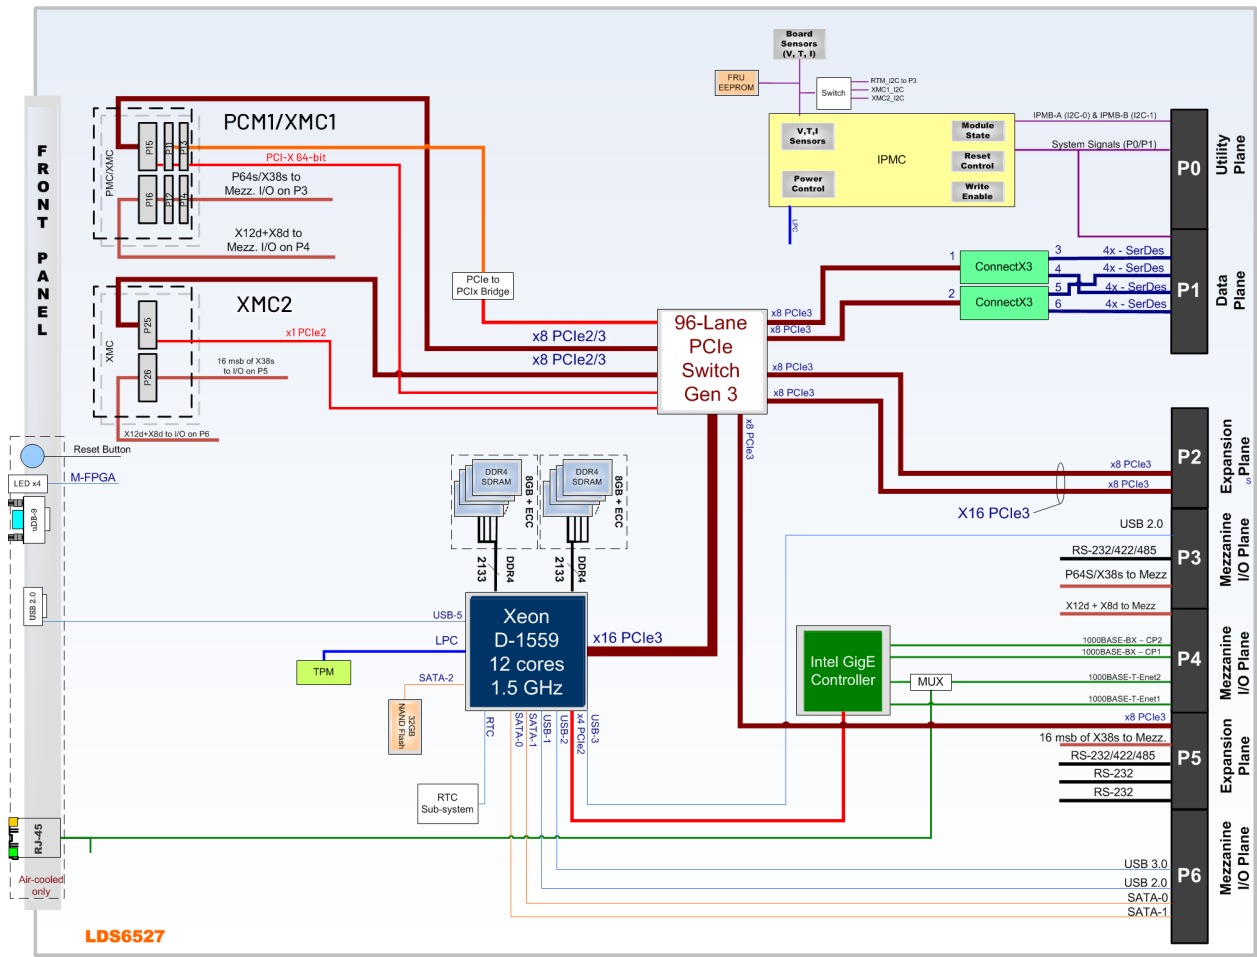 Board
Sensors
(V, T, I)
FRU
EEPROM
Switch
RTM_I2C to P3
XMC1_I2C
XMC2_I2C
V,T,I
Sensors
Power
Control
IPMC
Module
State
Reset
Control
Write
Enable
LPC
IPMB-A (I2C-0) & IPMB-B (I2C-1)
System Signals (P0/P1)
P0
Utility
Plane
FRONT PANEL
PCM1/XMC1
PMC/XMC
P15
P11
P13
P16
P12
P14
PCI-X 64-bit
P64s/X38s to
Mezz. I/O on P3
X12d+X8d to
Mezz. I/O on P4
XMC2
XMC
P25
P26
x1 PCIe2
16 msb of X38s
to I/O on P5
X12d+X8d to I/O on P6
PCIe to
PCIx Bridge
x8 PCIe2/3
x8 PCIe2/3
96-Lane
PCIe
Switch
Gen 3
x8 PCIe3
x8 PCIe3
x8 PCIe3
x8 PCIe3
x8 PCIe3
1
ConnectX3
2
ConnectX3
3
4
5
6
4x - SerDes
4x - SerDes
4x - SerDes
4x - SerDes
P1
Data
Plane
Reset Button
LED x4
M-FPGA
uDB-9
USB 2.0
RJ-45
Air-cooled
only
DDR4
SDRAM
8GB + ECC
DDR4
SDRAM
8GB + ECC
2133
DDR4
2133
DDR4
Xeon
D-1559
12 cores
1.5 GHz
x16 PCIe3
USB-5
LPC
TPM
SATA-2
32GB
NAND Flash
RTC
SATA-0
SATA-1
USB-1
USB-2
x4 PCIe2
USB-3
RTC
Sub-system
Intel GigE
Controller
MUX
x8 PCIe3
x8 PCIe3
X16 PCIe3
P2
Expansion
Plane
S
USB 2.0
RS-232/422/485
P64S/X38s to Mezz
P3
Mezzanine
I/O Plane
X12d + X8d to Mezz
1000BASE-BX – CP2
1000BASE-BX – CP1
1000BASE-T-Enet2
1000BASE-T-Enet1
P4
Mezzanine
I/O Plane
x8 PCIe3
16 msb of X38s to Mezz.
RS-232/422/485
RS-232
RS-232
P5
Expansion
Plane
USB 3.0
USB 2.0
SATA-0
SATA-1
P6
Mezzanine
I/O Plane
LDS6527